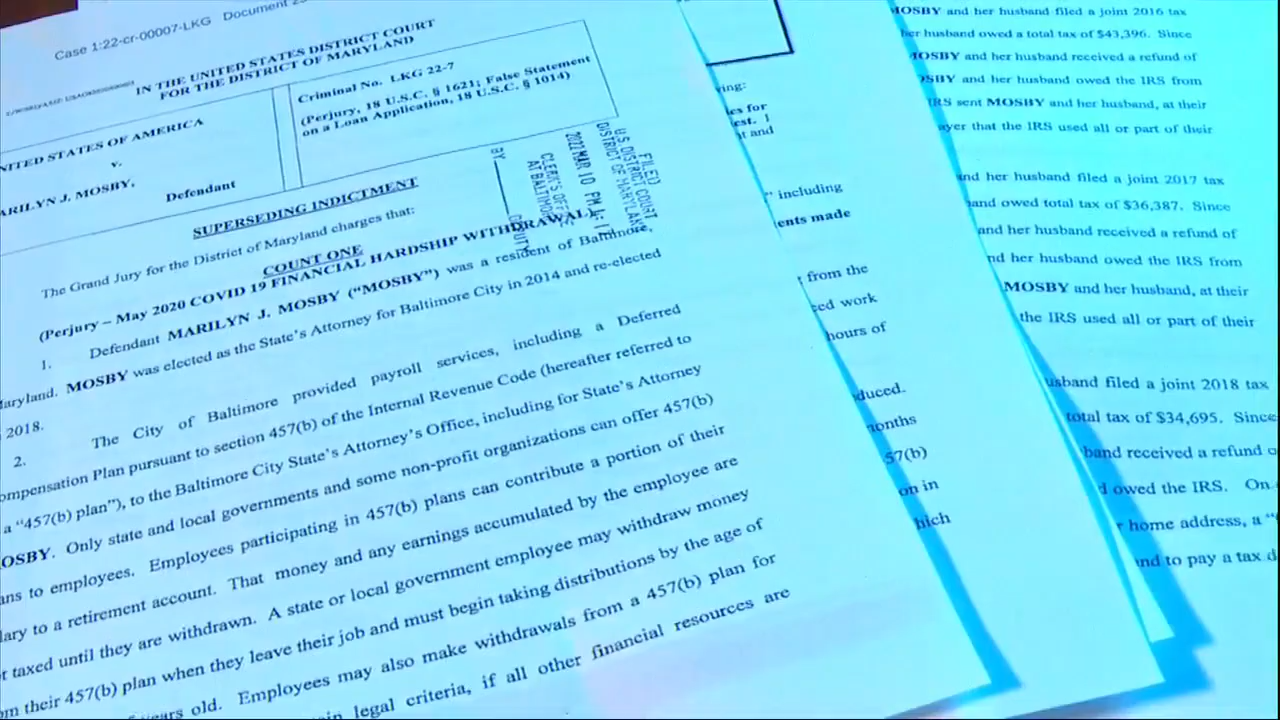 Case 1:22-cr-00007-LKG Document
IN THE UNITED STATES DISTRICT COURT
FOR THE DISTRICT OF MARYLAND
UNITED STATES OF AMERICA
v.
MARILYN J. MOSBY,
Defendant
Criminal No. LKG 22-7
(Perjury, 18 U.S.C. § 1621; False Statement
on a Loan Application, 18 U.S.C. § 1014)
FILED
U.S. DISTRICT COURT
DISTRICT OF MARYLAND
2022 MAR 10 PM
CLERK'S
AT BALTIMORE
BY
DEPUTY
SUPERSEDING INDICTMENT
The Grand Jury for the District of Maryland charges that:
COUNT ONE
(Perjury – May 2020 COVID 19 FINANCIAL HARDSHIP WITHDRAWAL)
1. Defendant MARILYN J. MOSBY ("MOSBY") was a resident of Baltimore,
Maryland. MOSBY was elected as the State's Attorney for Baltimore City in 2014 and re-elected
2018.
2. The City of Baltimore provided payroll services, including a Deferred
ompensation Plan pursuant to section 457(b) of the Internal Revenue Code (hereafter referred to
a "457(b) plan"), to the Baltimore City State's Attorney's Office, including for State's Attorney
OSBY. Only state and local governments and some non-profit organizations can offer 457(b)
ans to employees. Employees participating in 457(b) plans can contribute a portion of their
lary to a retirement account. That money and any earnings accumulated by the employee are
t taxed until they are withdrawn. A state or local government employee may withdraw money
om their 457(b) plan when they leave their job and must begin taking distributions by the age of
years old. Employees may also make withdrawals from a 457(b) plan for
legal criteria, if all other financial resources are
ing:
les for
est. I
t and
" including
ents made
from the
ced work
hours of
duced.
months
57(b)
on in
hich
MOSBY and her husband filed a joint 2016 tax
her husband owed a total tax of $43,396. Since
MOSBY and her husband received a refund of
OSBY and her husband owed the IRS from
IRS sent MOSBY and her husband, at their
ayer that the IRS used all or part of their
and her husband filed a joint 2017 tax
and owed total tax of $36,387. Since
and her husband received a refund of
nd her husband owed the IRS from
MOSBY and her husband, at their
the IRS used all or part of their
usband filed a joint 2018 tax
total tax of $34,695. Since
band received a refund o
d owed the IRS. On
r home address, a "
und to pay a tax d